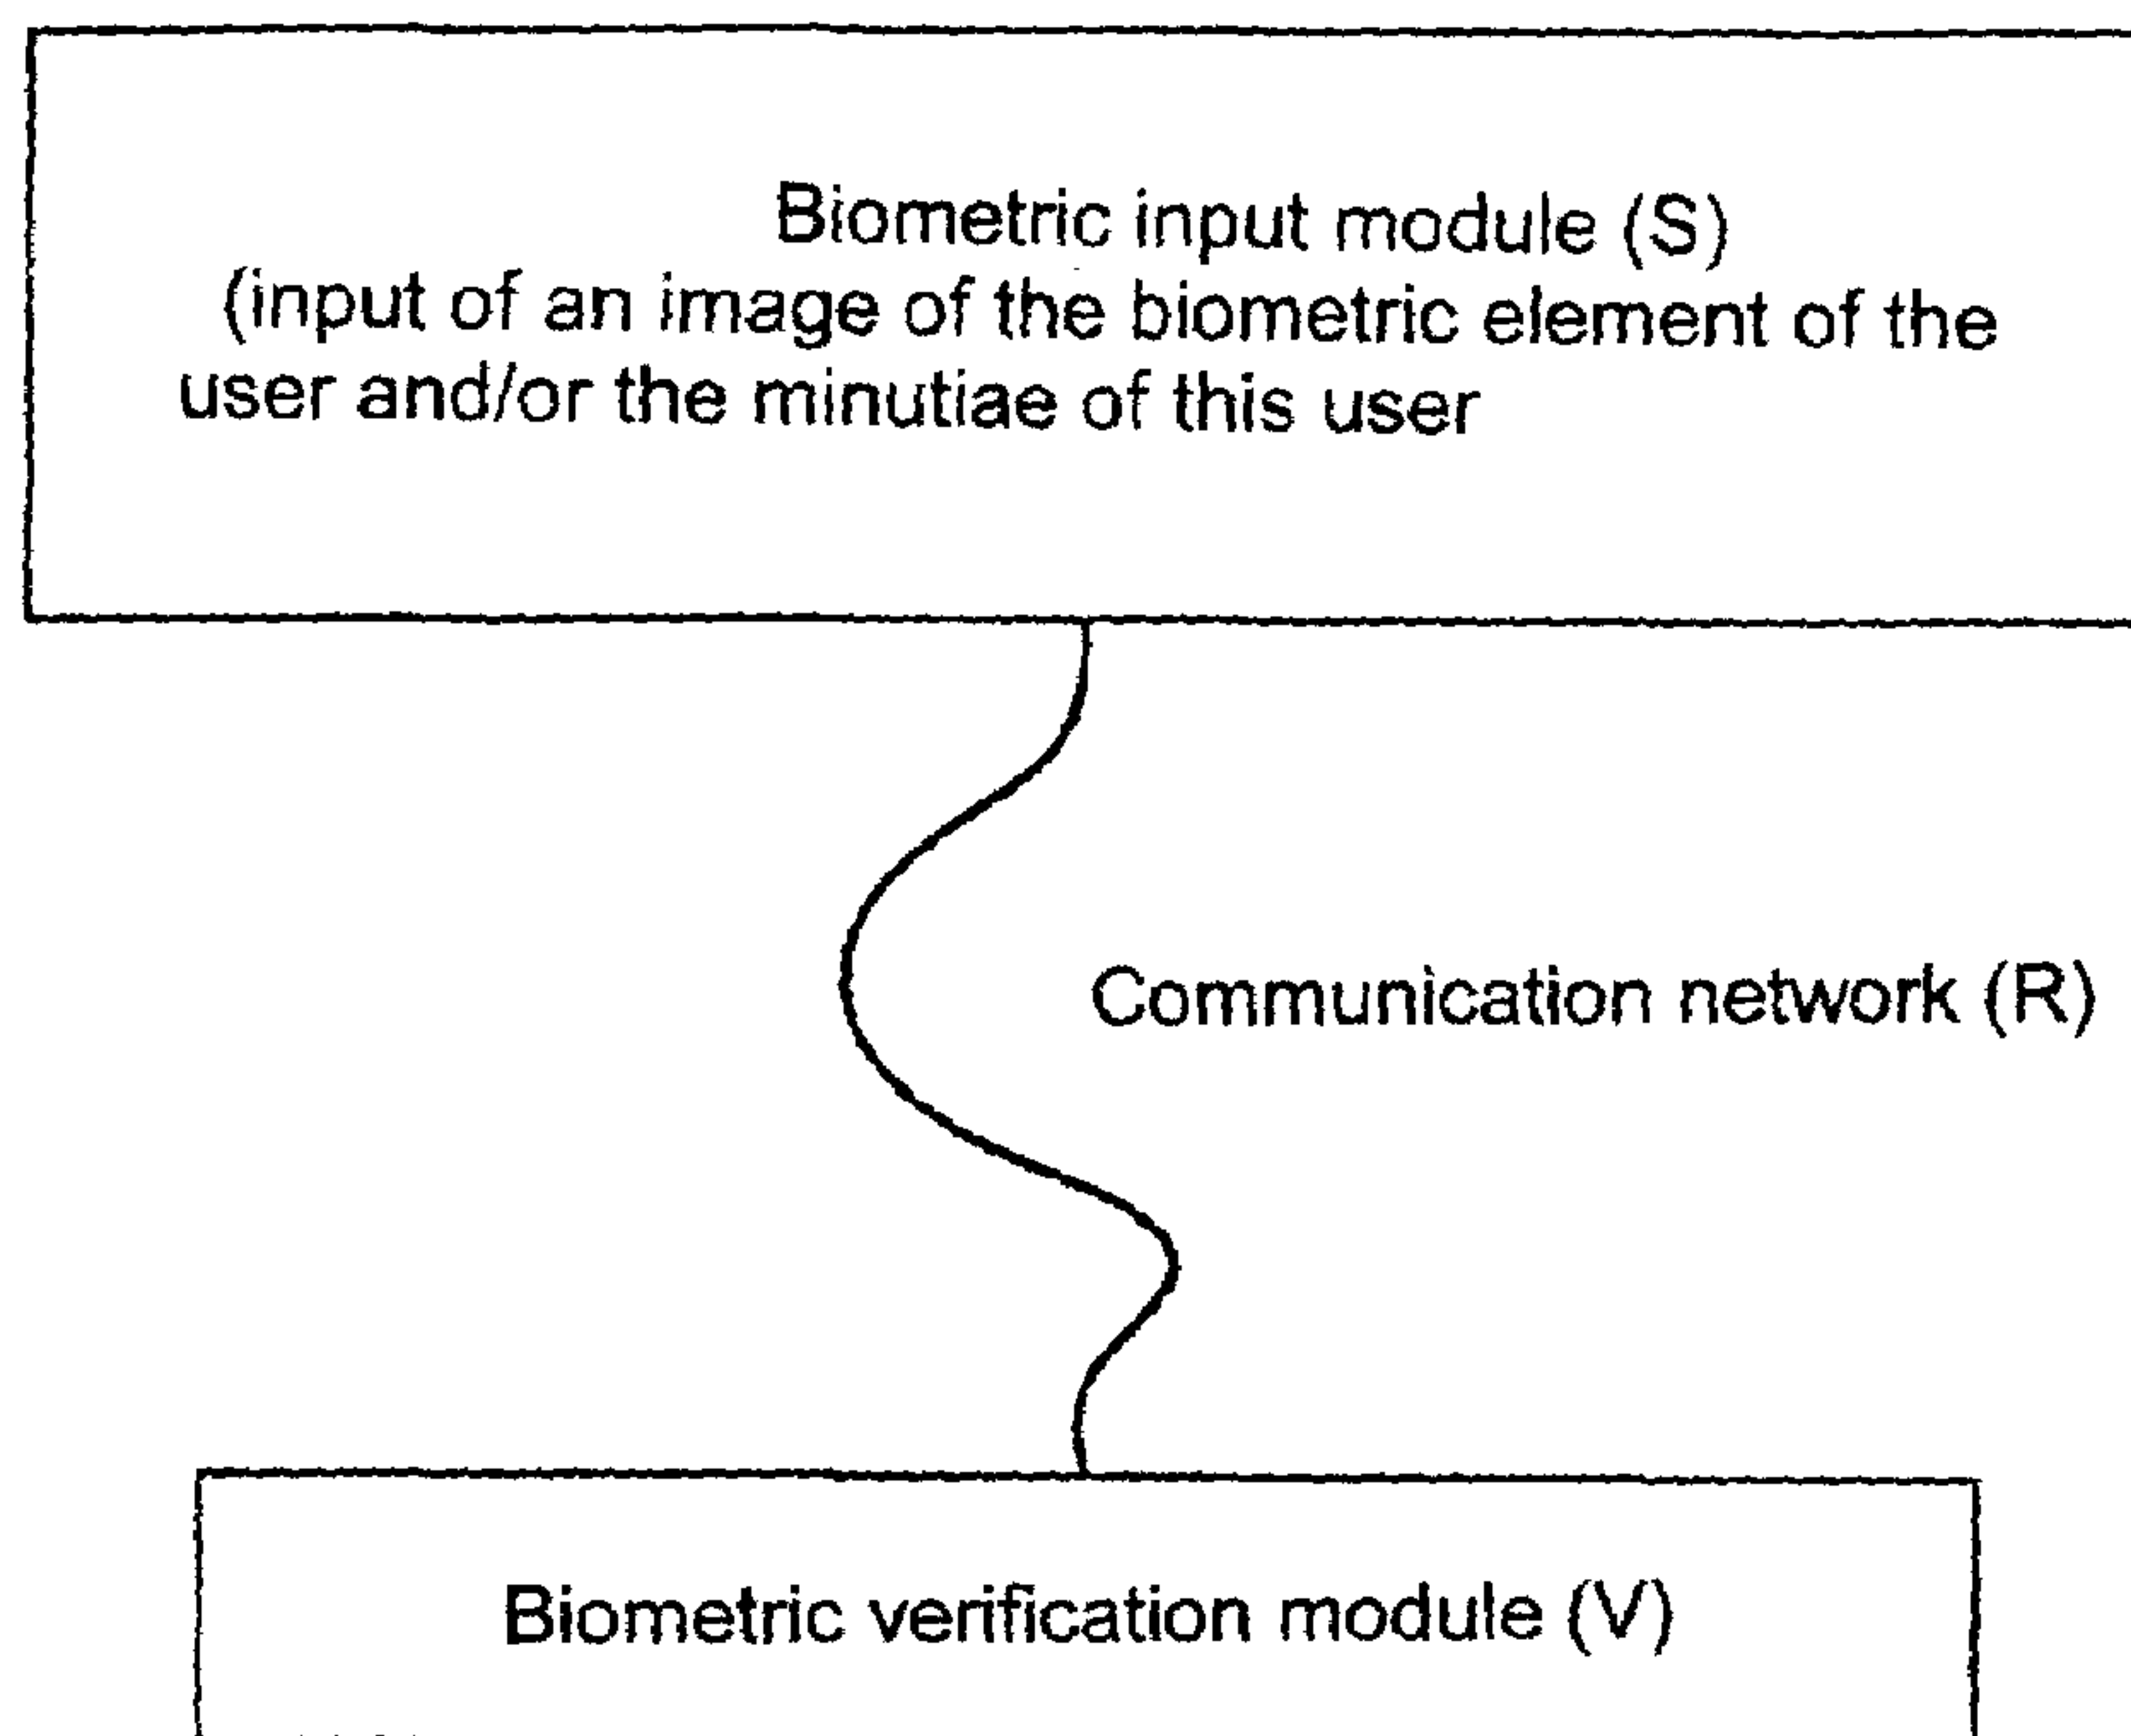 Biometric input module (S)
(input of an image of the biometric element of the
user and/or the minutiae of this user
Communication network (R)
Biometric verification module (V)